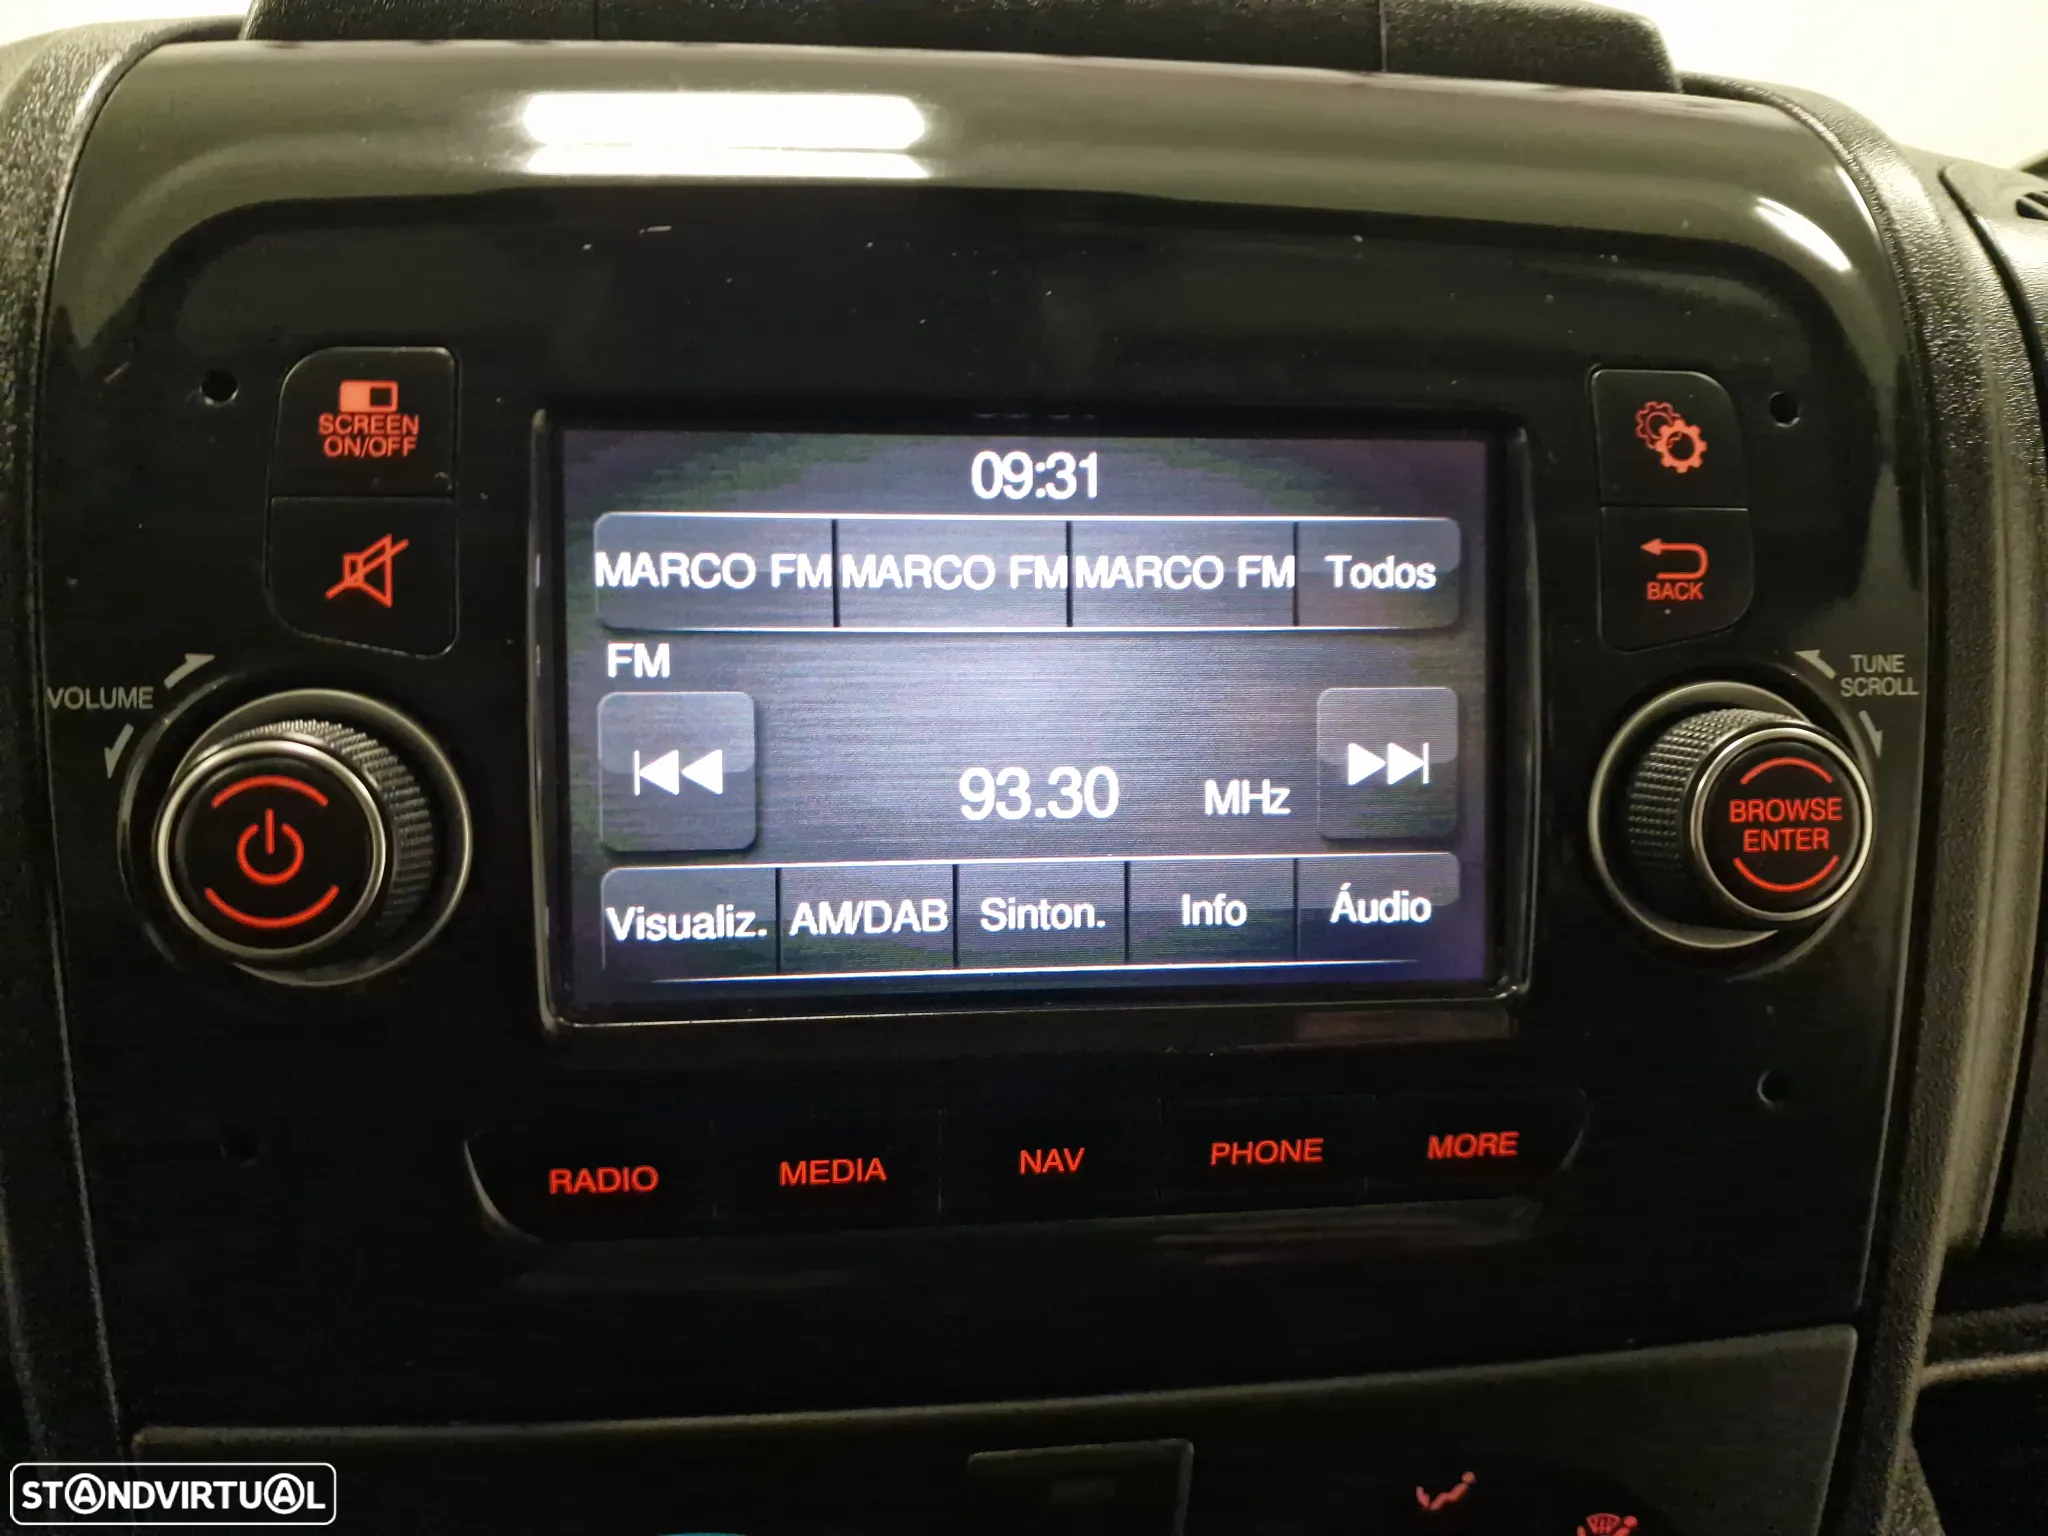 SCREEN
ON/OFF
VOLUME
09:31
MARCO FM MARCO FM MARCO FM Todos
FM
93.30 MHz
Visualiz. AM/DAB Sinton. Info Áudio
BACK
TUNE
SCROLL
BROWSE
ENTER
RADIO MEDIA NAV PHONE MORE
STANDVIRTUAL